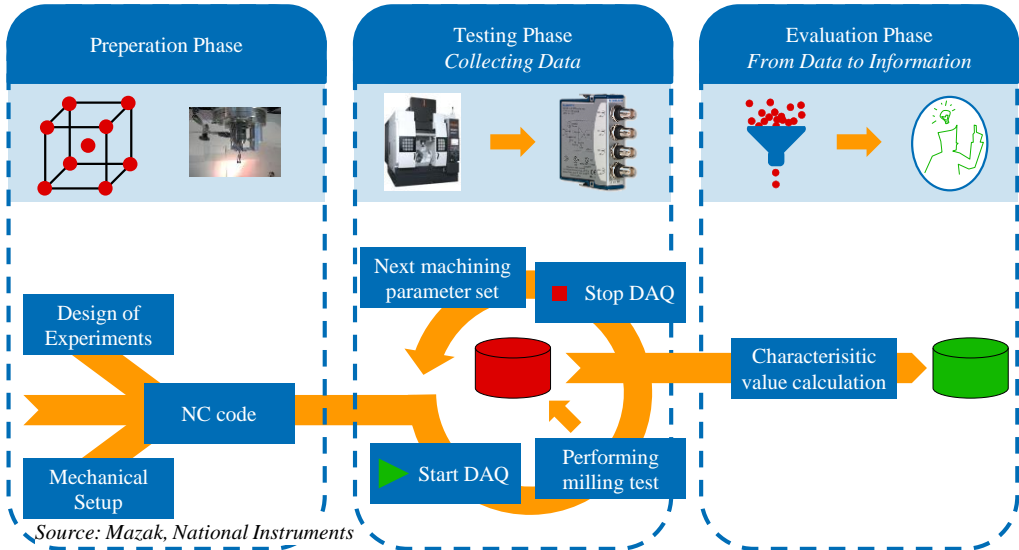 Preperation Phase
Testing Phase
Collecting Data
Evaluation Phase
From Data to Information
Design of
Experiments
NC code
Mechanical
Setup
Next machining
parameter set
Stop DAQ
Start DAQ
Performing
milling test
Characterisitic
value calculation
Source: Mazak, National Instruments